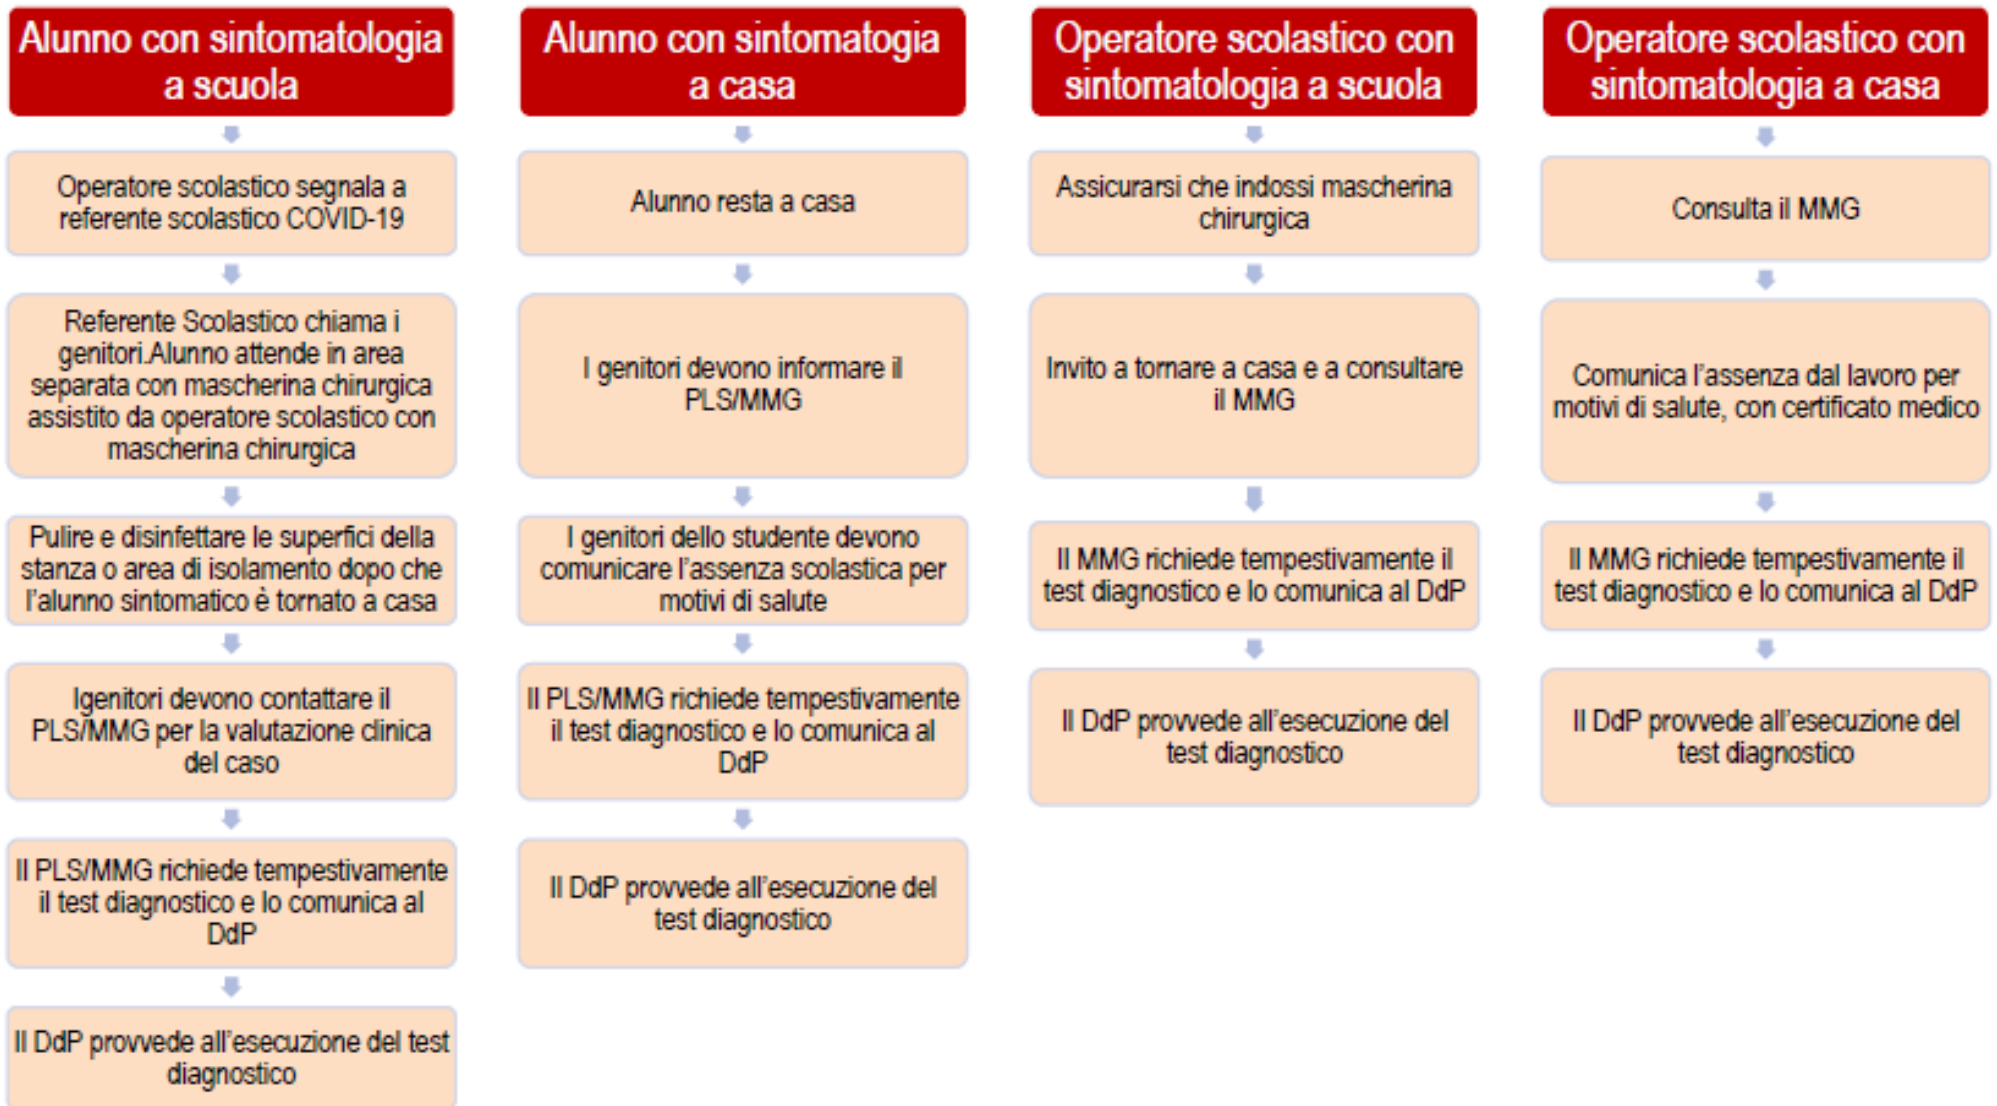 Alunno con sintomatologia
a scuola
Operatore scolastico segnala a
referente scolastico COVID-19
Referente Scolastico chiama i
genitori.Alunno attende in area
separata con mascherina chirurgica
assistito da operatore scolastico con
mascherina chirurgica
Pulire e disinfettare le superfici della
stanza o area di isolamento dopo che
l'alunno sintomatico è tornato a casa
Igenitori devono contattare il
PLS/MMG per la valutazione clinica
del caso
Il PLS/MMG richiede tempestivamente
il test diagnostico e lo comunica al
DdP
Il DdP provvede all'esecuzione del test
diagnostico
Alunno con sintomatogia
a casa
Alunno resta a casa
I genitori devono informare il
PLS/MMG
I genitori dello studente devono
comunicare l'assenza scolastica per
motivi di salute
Il PLS/MMG richiede tempestivamente
il test diagnostico e lo comunica al
DdP
Il DdP provvede all'esecuzione del
test diagnostico
Operatore scolastico con
sintomatologia a scuola
Assicurarsi che indossi mascherina
chirurgica
Invito a tornare a casa e a consultare
il MMG
Il MMG richiede tempestivamente il
test diagnostico e lo comunica al DdP
Il DdP provvede all'esecuzione del
test diagnostico
Operatore scolastico con
sintomatologia a casa
Consulta il MMG
Comunica l'assenza dal lavoro per
motivi di salute, con certificato medico
Il MMG richiede tempestivamente il
test diagnostico e lo comunica al DdP
Il DdP provvede all'esecuzione del
test diagnostico